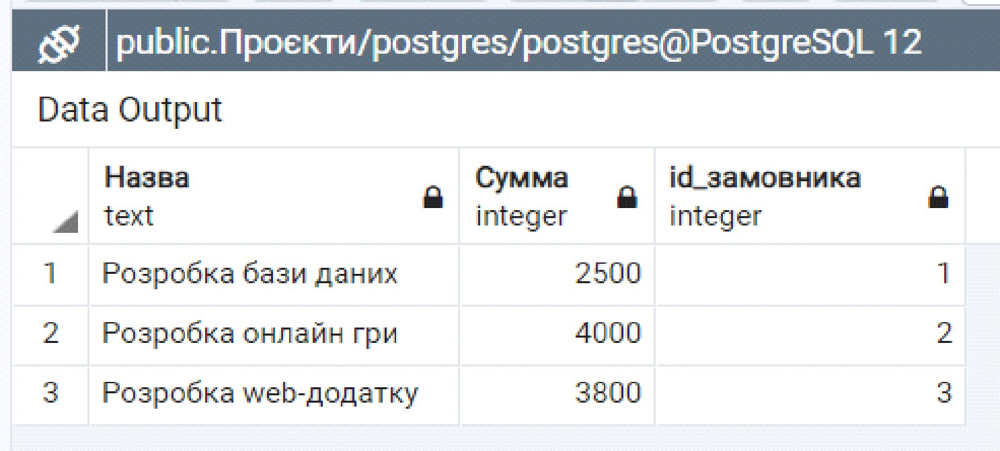 public.Проєкти/postgres/postgres@PostgreSQL 12
Data Output
Назва Сумма id_замовника
text integer integer
1 Розробка бази даних 2500 1
2 Розробка онлайн гри 4000 2
3 Розробка web-додатку 3800 3